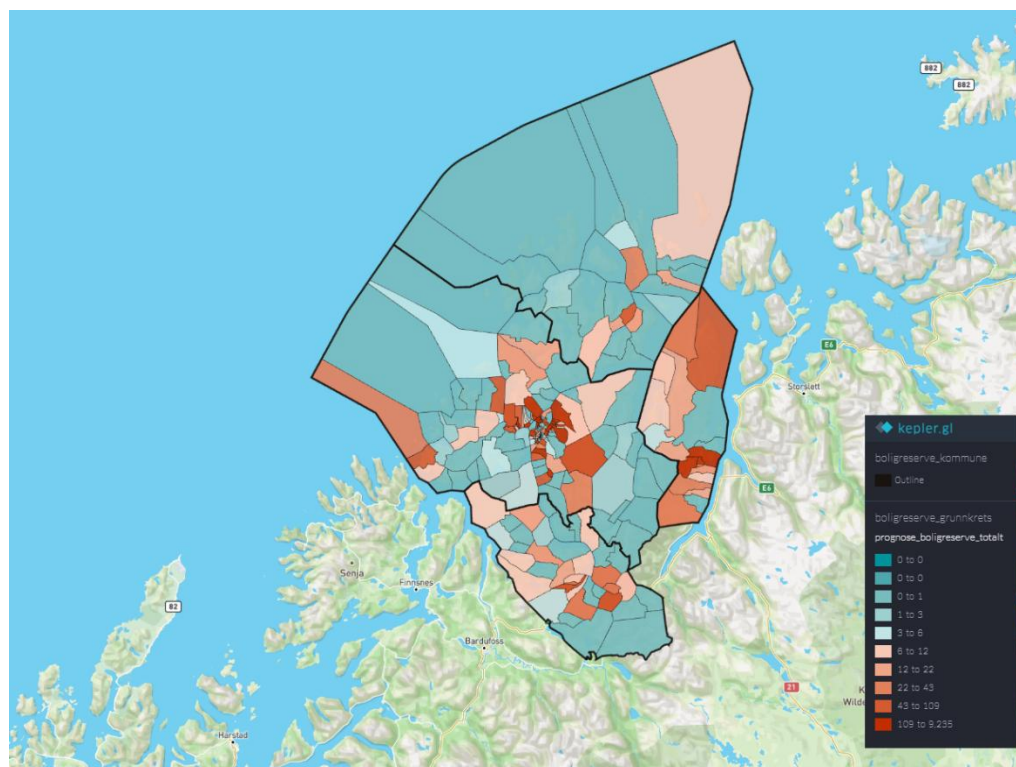 882
882
E6
Storslett
kepler.gl
boligreserve_kommune
Outline
E6
boligreserve_grunnkrets
prognose_boligreserve_totalt
0 to 0
0 to 0
0 to 1
1 to 3
3 to 6
6 to 12
12 to 22
22 to 43
43 to 109
109 to 9.235
Senja
Finnsnes
82
Bardufoss
21
Wilde
Harstad